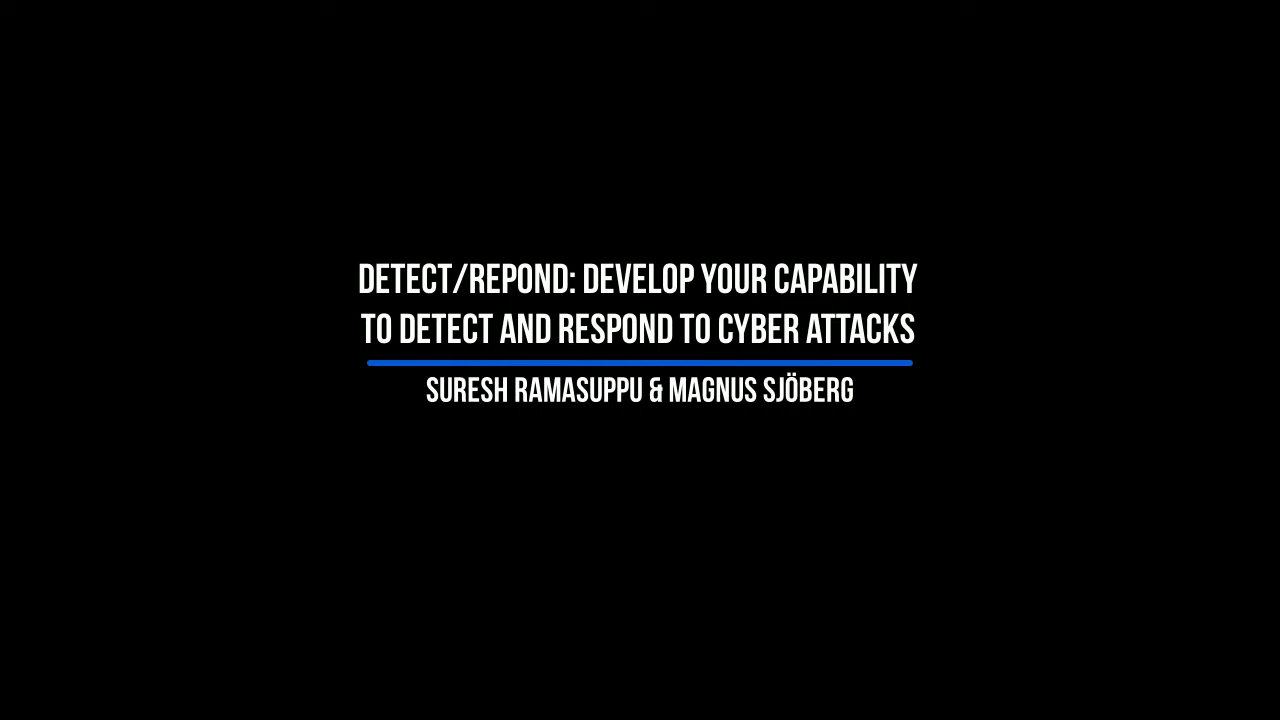 DETECT/REPOND: DEVELOP YOUR CAPABILITY
TO DETECT AND RESPOND TO CYBER ATTACKS
SURESH RAMASUPPU & MAGNUS SJÖBERG